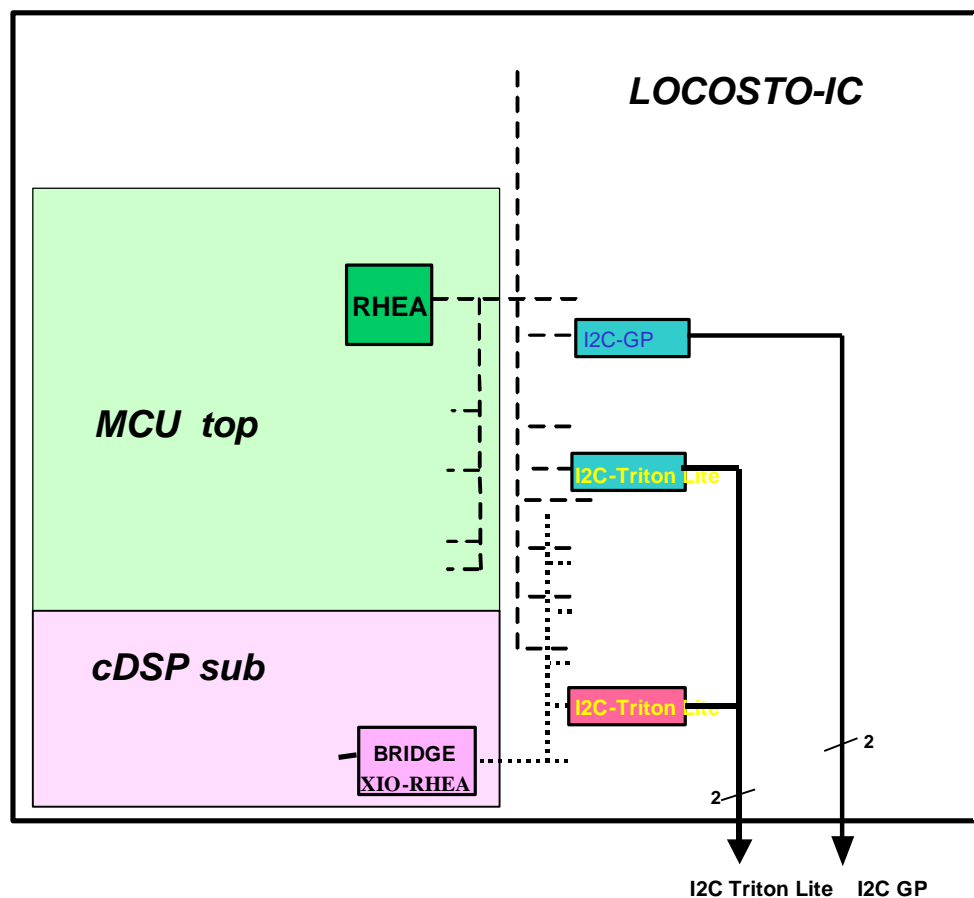 LOCOSTO-IC
RHEA
I2C-GP
MCU top
I2C-Triton Lite
cDSP sub
I2C-Triton Lite
BRIDGE
XIO-RHEA
2
2
I2C Triton Lite I2C GP